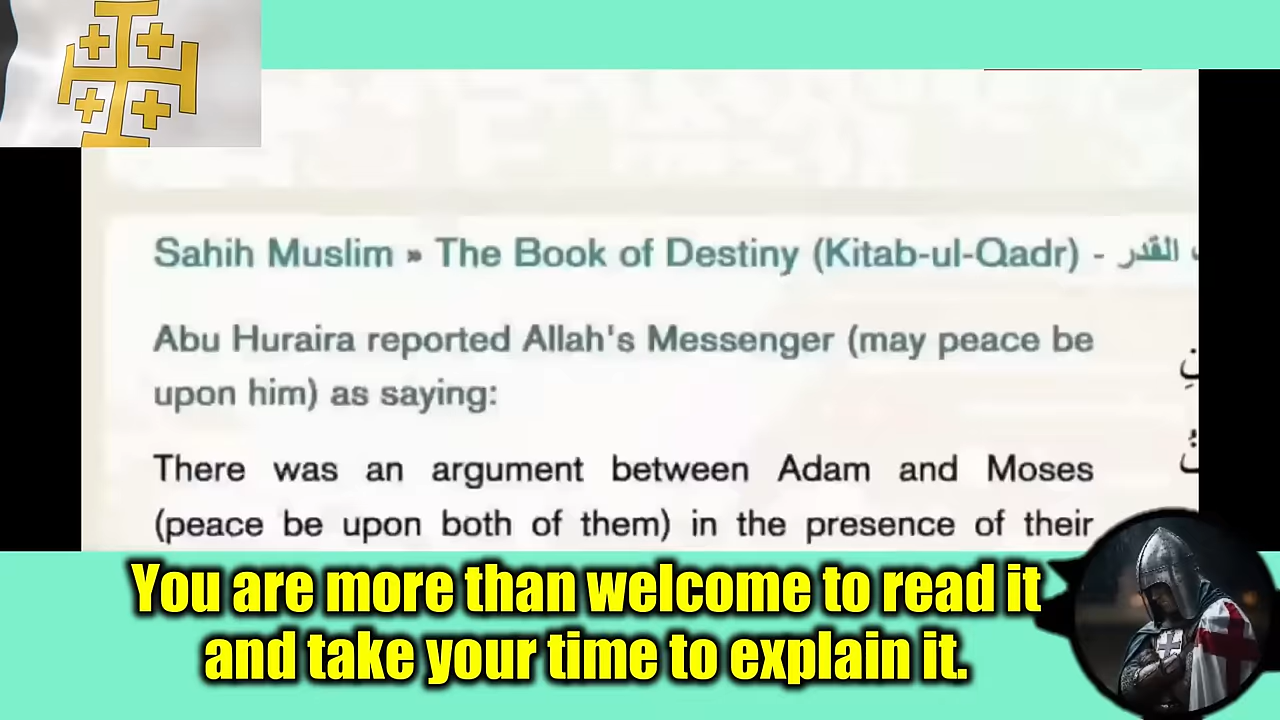 Sahih Muslim » The Book of Destiny (Kitab-ul-Qadr) - القدر
Abu Huraira reported Allah's Messenger (may peace be
upon him) as saying:
There was an argument between Adam and Moses
(peace be upon both of them) in the presence of their
You are more than welcome to read it
and take your time to explain it.